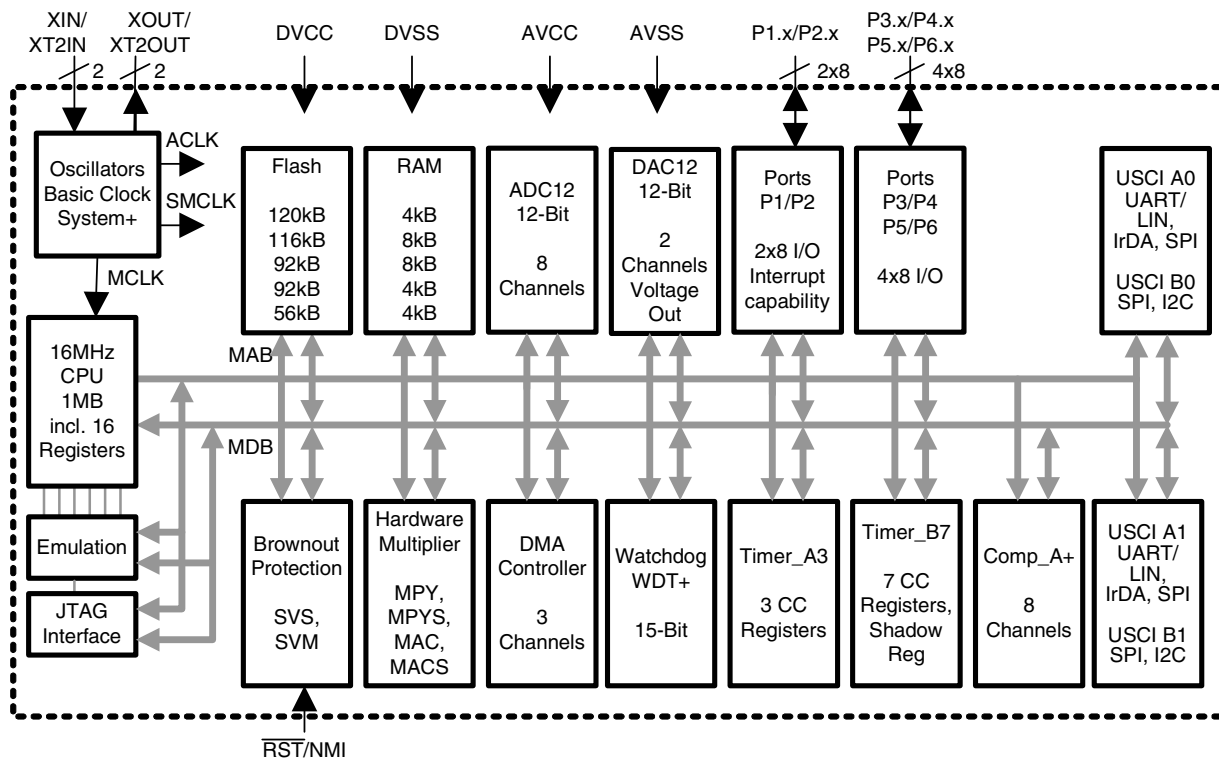 XIN/
XT2IN
XOUT/
XT2OUT
2
2
DVCC
DVSS
AVCC
AVSS
P1.x/P2.x
2x8
P3.x/P4.x
P5.x/P6.x
4x8
Oscillators
Basic Clock
System+
ACLK
SMCLK
MCLK
Flash
120kB
116kB
92kB
92kB
56kB
RAM
4kB
8kB
8kB
4kB
4kB
ADC12
12-Bit
8
Channels
DAC12
12-Bit
2
Channels
Voltage
Out
Ports
P1/P2
2x8 I/O
Interrupt
capability
Ports
P3/P4
P5/P6
4x8 I/O
USCI A0
UART/
LIN,
IrDA, SPI
USCI B0
SPI, I2C
16MHz
CPU
1MB
incl. 16
Registers
MAB
MDB
Emulation
JTAG
Interface
Brownout
Protection
SVS,
SVM
Hardware
Multiplier
MPY,
MPYS,
MAC,
MACS
DMA
Controller
3
Channels
Watchdog
WDT+
15-Bit
Timer_A3
3 CC
Registers
Timer_B7
7 CC
Registers,
Shadow
Reg
Comp_A+
8
Channels
USCI A1
UART/
LIN,
IrDA, SPI
USCI B1
SPI, I2C
RST/NMI